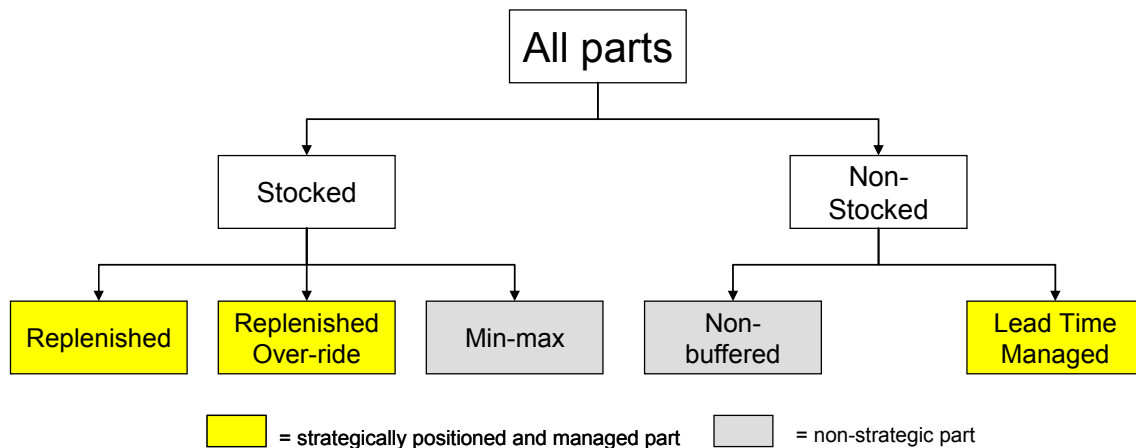 All parts
Stocked
Non-
Stocked
Replenished
Replenished
Over-ride
Min-max
Non-
buffered
Lead Time
Managed
= strategically positioned and managed part
= non-strategic part